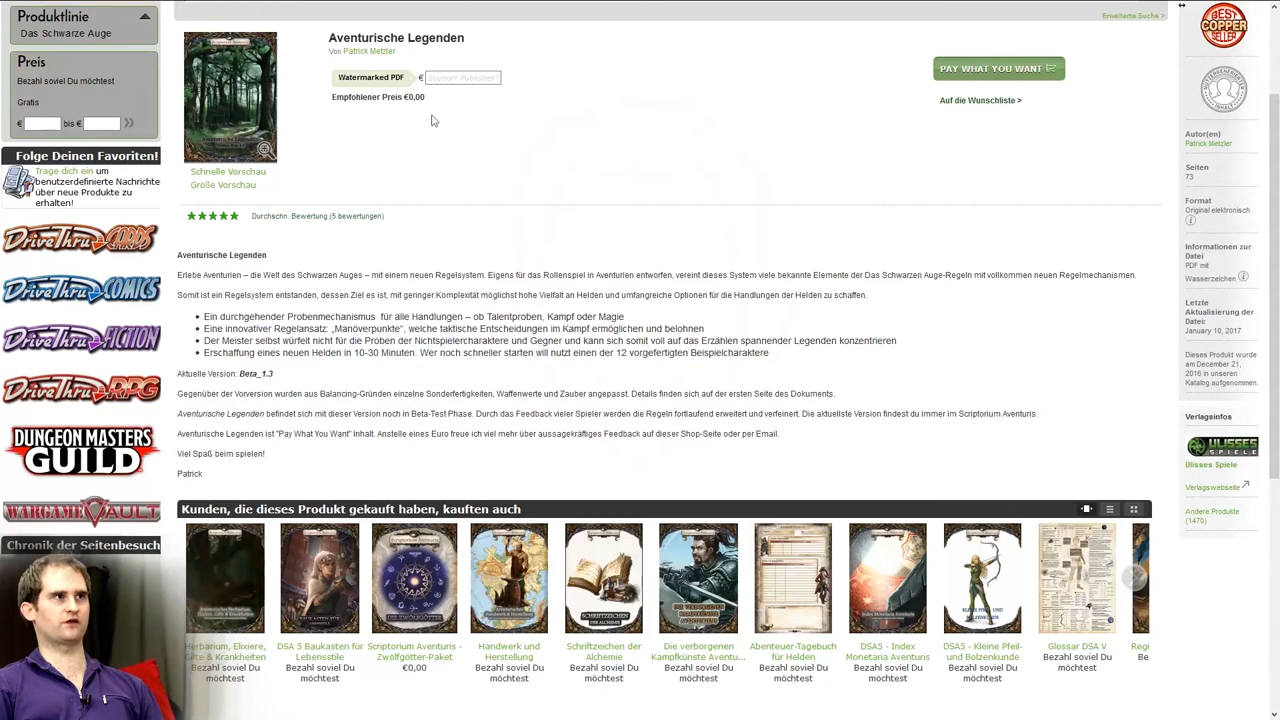 Produktlinie
Das Schwarze Auge
Preis
Bezahl soviel Du möchtest
Gratis
€ bis €
Folge Deinen Favoriten!
Trage dich ein um
benutzerdefinierte Nachrichte
über neue Produkte zu
erhalten!
DriveThru CARDS
DriveThru COMICS
DriveThru FICTION
DriveThru RPG
DUNGEON MASTERS
GUILD
WARGAME VAULT
Chronik der Seitenbesuch
Erweiterte Suche >
Aventurische Legenden
Von Patrick Metzler
Watermarked PDF € Support Publisher?
Empfohlener Preis €0,00
PAY WHAT YOU WANT
Auf die Wunschliste >
Schnelle Vorschau
Große Vorschau
Durchschn. Bewertung (5 bewertungen)
Aventurische Legenden
Erlebe Aventurien – die Welt des Schwarzen Auges – mit einem neuen Regelsystem. Eigens für das Rollenspiel in Aventurien entworfen, vereint dieses System viele bekannte Elemente der Das Schwarzen Auge-Regeln mit vollkommen neuen Regelmechanismen.
Somit ist ein Regelsystem entstanden, dessen Ziel es ist, mit geringer Komplexität möglichst hohe Vielfalt an Helden und umfangreiche Optionen für die Handlungen der Helden zu schaffen.
• Ein durchgehender Probenmechanismus für alle Handlungen – ob Talentproben, Kampf oder Magie
• Eine innovativer Regelansatz: „Manöverpunkte“, welche taktische Entscheidungen im Kampf ermöglichen und belohnen
• Der Meister selbst würfelt nicht für die Proben der Nichtspielercharaktere und Gegner und kann sich somit voll auf das Erzählen spannender Legenden konzentrieren
• Erschaffung eines neuen Helden in 10-30 Minuten. Wer noch schneller starten will nutzt einen der 12 vorgefertigten Beispielcharaktere
Aktuelle Version: Beta_1.3
Gegenüber der Vorversion wurden aus Balancing-Gründen einzelne Sonderfertigkeiten, Waffenwerte und Zauber angepasst. Details finden sich auf der ersten Seite des Dokuments.
Aventurische Legenden befindet sich mit dieser Version noch in Beta-Test Phase. Durch das Feedback vieler Spieler werden die Regeln fortlaufend erweitert und verfeinert. Die aktuellste Version findest du immer im Scriptorium Aventuris.
Aventurische Legenden ist "Pay What You Want" Inhalt. Anstelle eines Euro freue ich viel mehr über aussagekräftiges Feedback auf dieser Shop-Seite oder per Email.
Viel Spaß beim spielen!
Patrick
Kunden, die dieses Produkt gekauft haben, kauften auch
SCHRIFTZEICHEN
DER ALCHIMIE
Herbarium, Elixiere,
Gifte & Krankheiten
Bezahl soviel Du
möchtest
DSA 5 Baukasten für
Lebensstile
Bezahl soviel Du
möchtest
Scriptorium Aventuris -
Zwölfgötter-Paket
€0,00
Handwerk und
Herstellung
Bezahl soviel Du
möchtest
Schriftzeichen der
Alchemie
Bezahl soviel Du
möchtest
Die verborgenen
Kampfkünste Aventu...
Bezahl soviel Du
möchtest
Abenteuer-Tagebuch
für Helden
Bezahl soviel Du
möchtest
DSA5 - Index
Monetaria Aventuris
Bezahl soviel Du
möchtest
DSA5 - Kleine Pfeil-
und Bolzenkunde
Bezahl soviel Du
möchtest
Glossar DSA V
Bezahl soviel Du
möchtest
Regi
Be
BEST
COPPER
SELLER
Autor(en)
Patrick Metzler
Seiten
73
Format
Original elektronisch
Informationen zur
Datei
PDF mit
Wasserzeichen
Letzte
Aktualisierung der
Datei:
January 10, 2017
Dieses Produkt wurde
am December 21,
2016 in unseren
Katalog aufgenommen.
Verlagsinfos
ULISSES
SPIELE
Ulisses Spiele
Verlagswebseite
Andere Produkte
(1470)